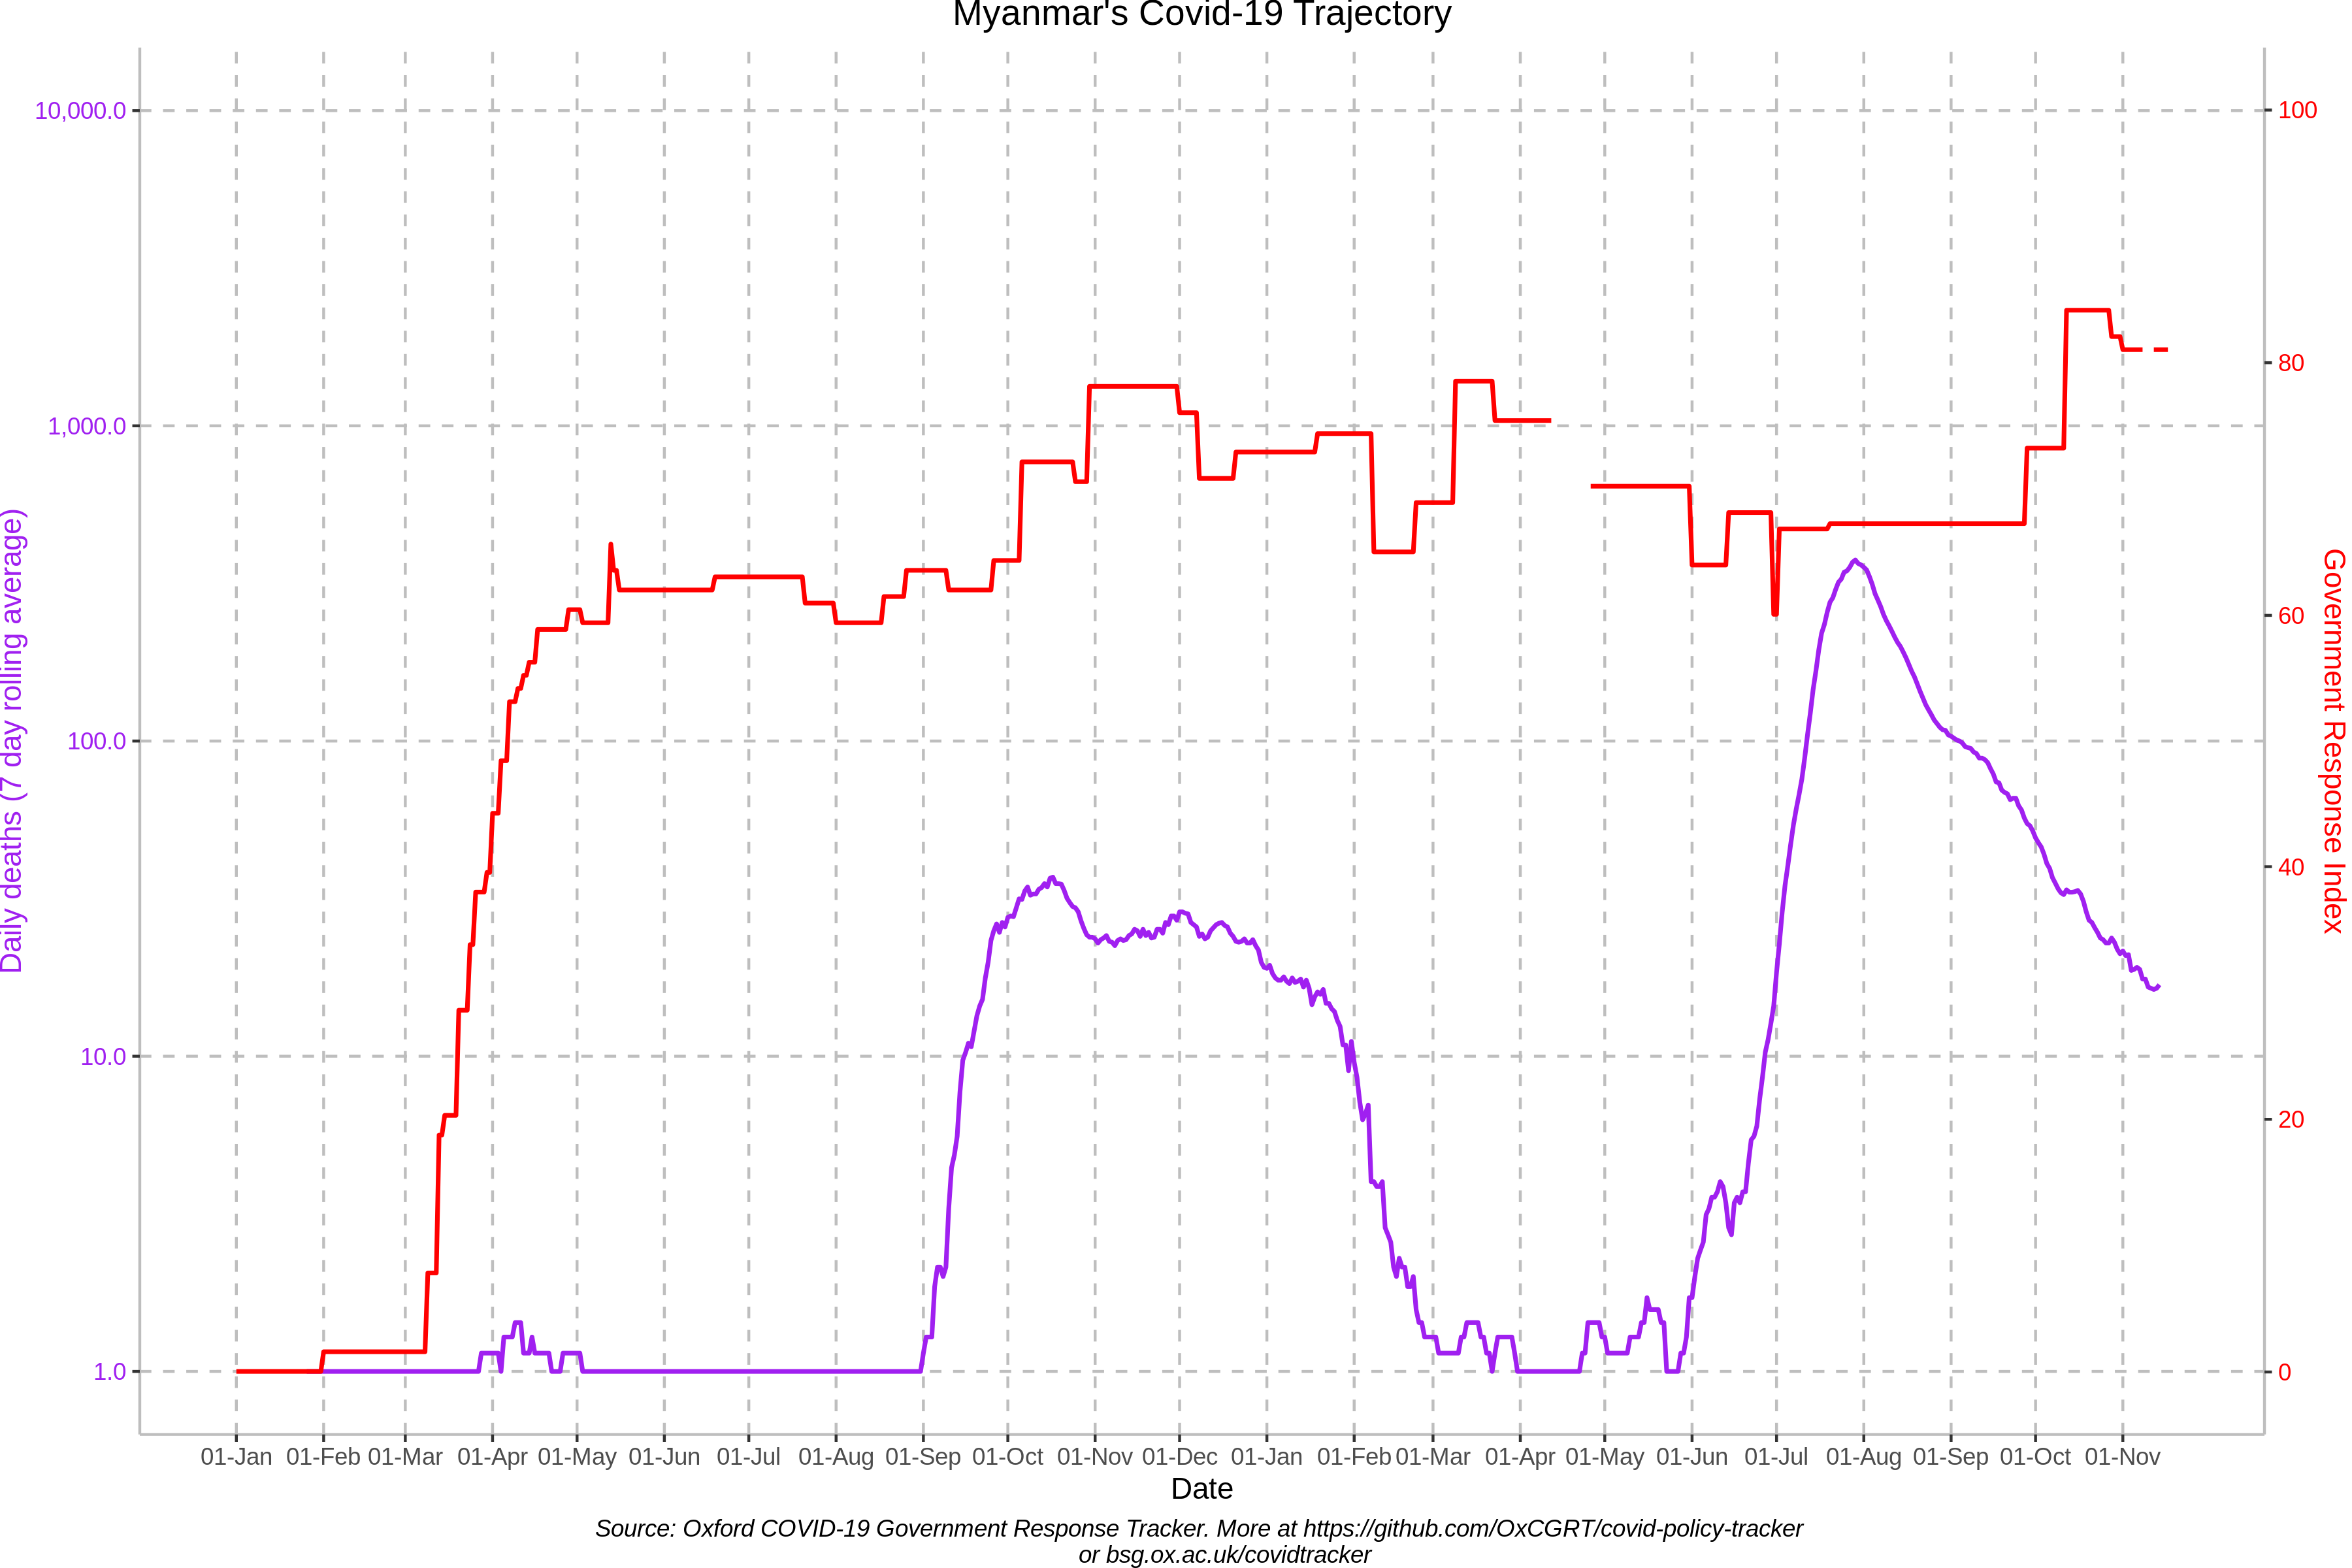 Myanmar's Covid-19 Trajectory
10,000.0
1,000.0
100.0
10.0
1.0
Daily deaths (7 day rolling average)
100
80
60
40
20
0
Government Response Index
01-Jan 01-Feb 01-Mar 01-Apr 01-May 01-Jun 01-Jul 01-Aug 01-Sep 01-Oct 01-Nov 01-Dec 01-Jan 01-Feb 01-Mar 01-Apr 01-May 01-Jun 01-Jul 01-Aug 01-Sep 01-Oct 01-Nov
Date
Source: Oxford COVID-19 Government Response Tracker. More at https://github.com/OxCGRT/covid-policy-tracker
or bsg.ox.ac.uk/covidtracker